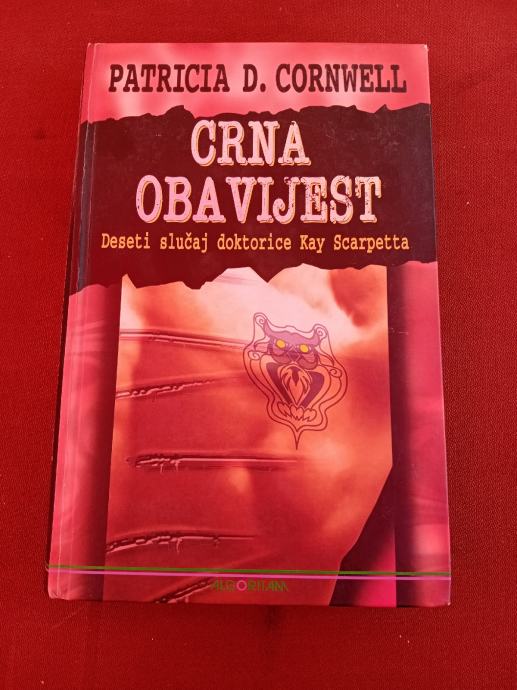 PATRICIA D. CORNWELL
CRNA
OBAVIJEST
Deseti slučaj doktorice Kay Scarpetta
ALGORITAM